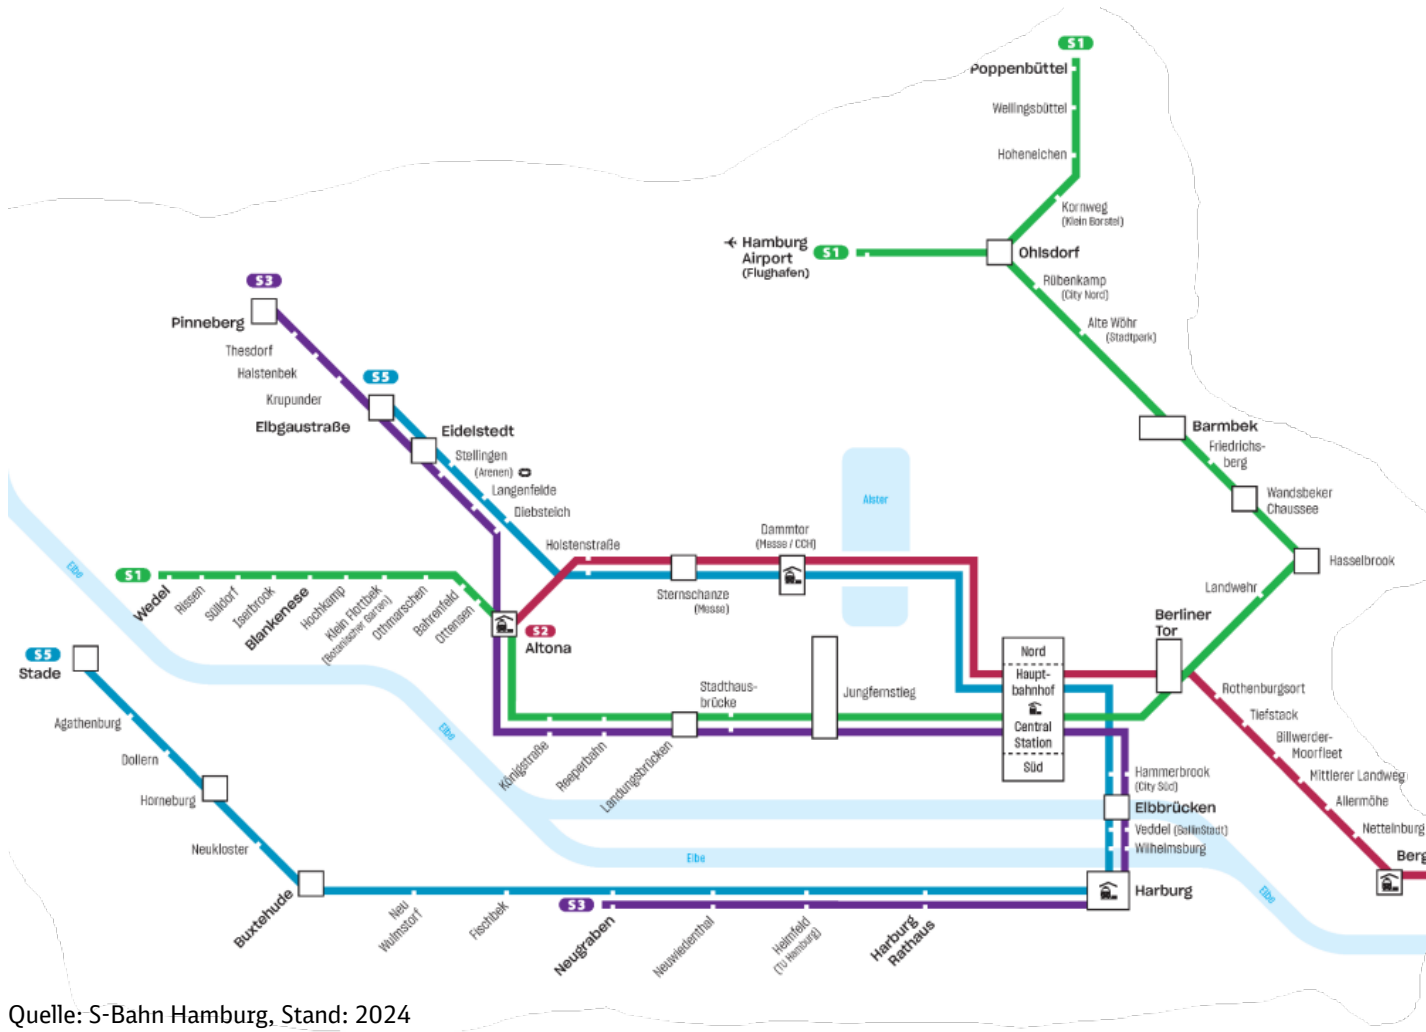 S1
Poppenbüttel
Wellingsbüttel
Hoheneichen
Kornweg
(Klein Borstel)
Hamburg
Airport
(Flughafen)
S1
Ohlsdorf
Rübenkamp
(City Nord)
Alte Wöhr
(Stadtpark)
S3
Pinneberg
Thesdorf
Halstenbek
Krupunder
S5
Elbgaustraße
Eidelstedt
Stellingen
(Arenen)
Langenfelde
Diebsteich
Barmbek
Friedrichs-
berg
Wandsbeker
Chaussee
Hasselbrook
Landwehr
Alster
Dammtor
(Messe / CCH)
Holstenstraße
Sternschanze
(Messe)
Elbe
S1
Wedel
Rissen
Sülldorf
Iserbrook
Blankenese
Hochkamp
Klein Flottbek
(Botanischer Garten)
Othmarschen
Bahrenfeld
Ottensen
S2
Altona
Berliner
Tor
S5
Stade
Agathenburg
Dollern
Horneburg
Neukloster
Buxtehude
Elbe
Königstraße
Reeperbahn
Landungsbrücken
Stadthaus-
brücke
Jungfernstieg
Nord
Haupt-
bahnhof
Central
Station
Süd
Rothenburgsort
Tiefstack
Billwerder-
Moorfleet
Mittlerer Landweg
Allermöhe
Nettelnburg
Berg
Hammerbrook
(City Süd)
Elbbrücken
Veddel (BallinStadt)
Wilhelmsburg
Elbe
Harburg
Elbe
Neu
Wulmstorf
Fischbek
S3
Neugraben
Neuwiedenthal
Heimfeld
(TU Hamburg)
Harburg
Rathaus
Quelle: S-Bahn Hamburg, Stand: 2024